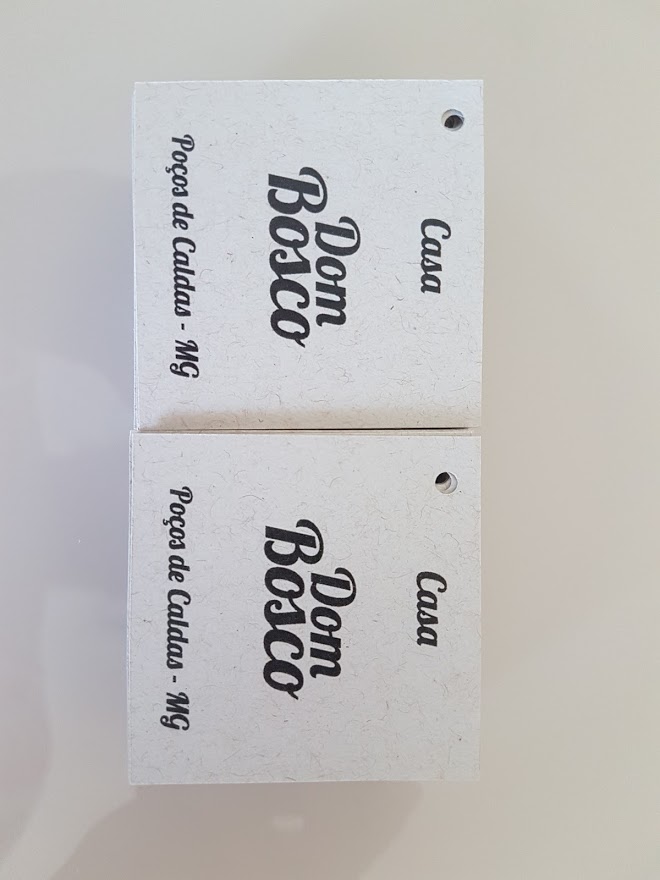 Casa
Dom
Bosco
Poços de Caldas - MG
Casa
Dom
Bosco
Poços de Caldas - MG